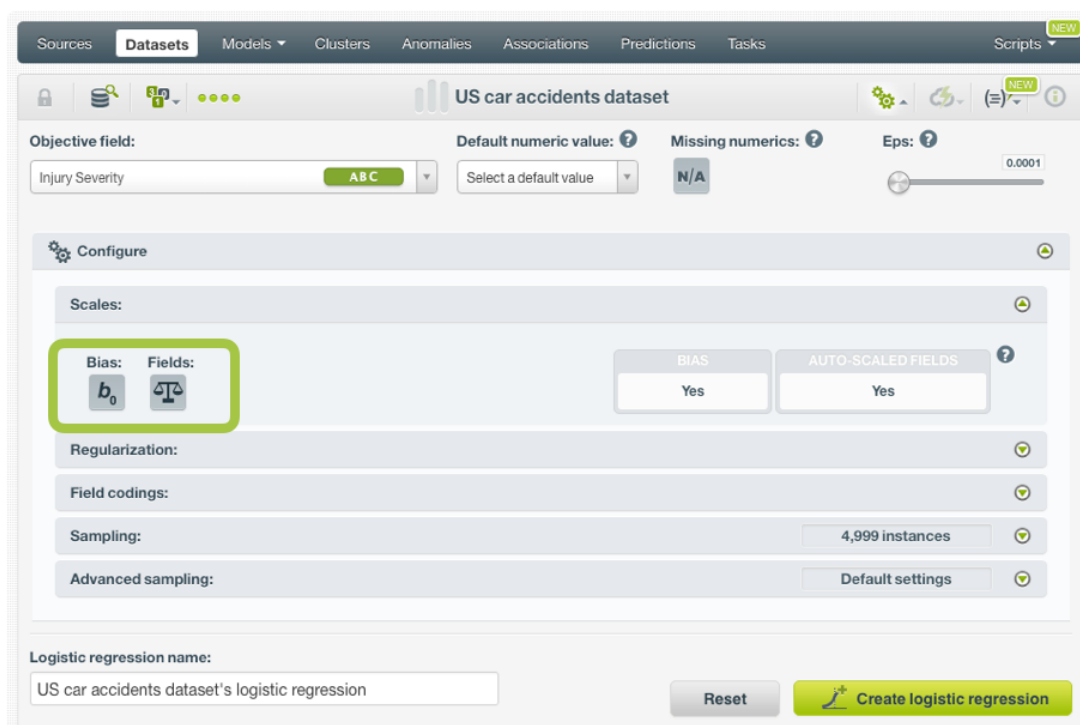 NEW
Sources Datasets Models Clusters Anomalies Associations Predictions Tasks Scripts
NEW
US car accidents dataset
Objective field: Default numeric value: ? Missing numerics: ? Eps: ?
0.0001
Injury Severity ABC Select a default value N/A
Configure
Scales:
Bias: Fields: BIAS AUTO-SCALED FIELDS ?
b0 Yes Yes
Regularization:
Field codings:
Sampling: 4,999 instances
Advanced sampling: Default settings
Logistic regression name:
US car accidents dataset's logistic regression
Reset Create logistic regression